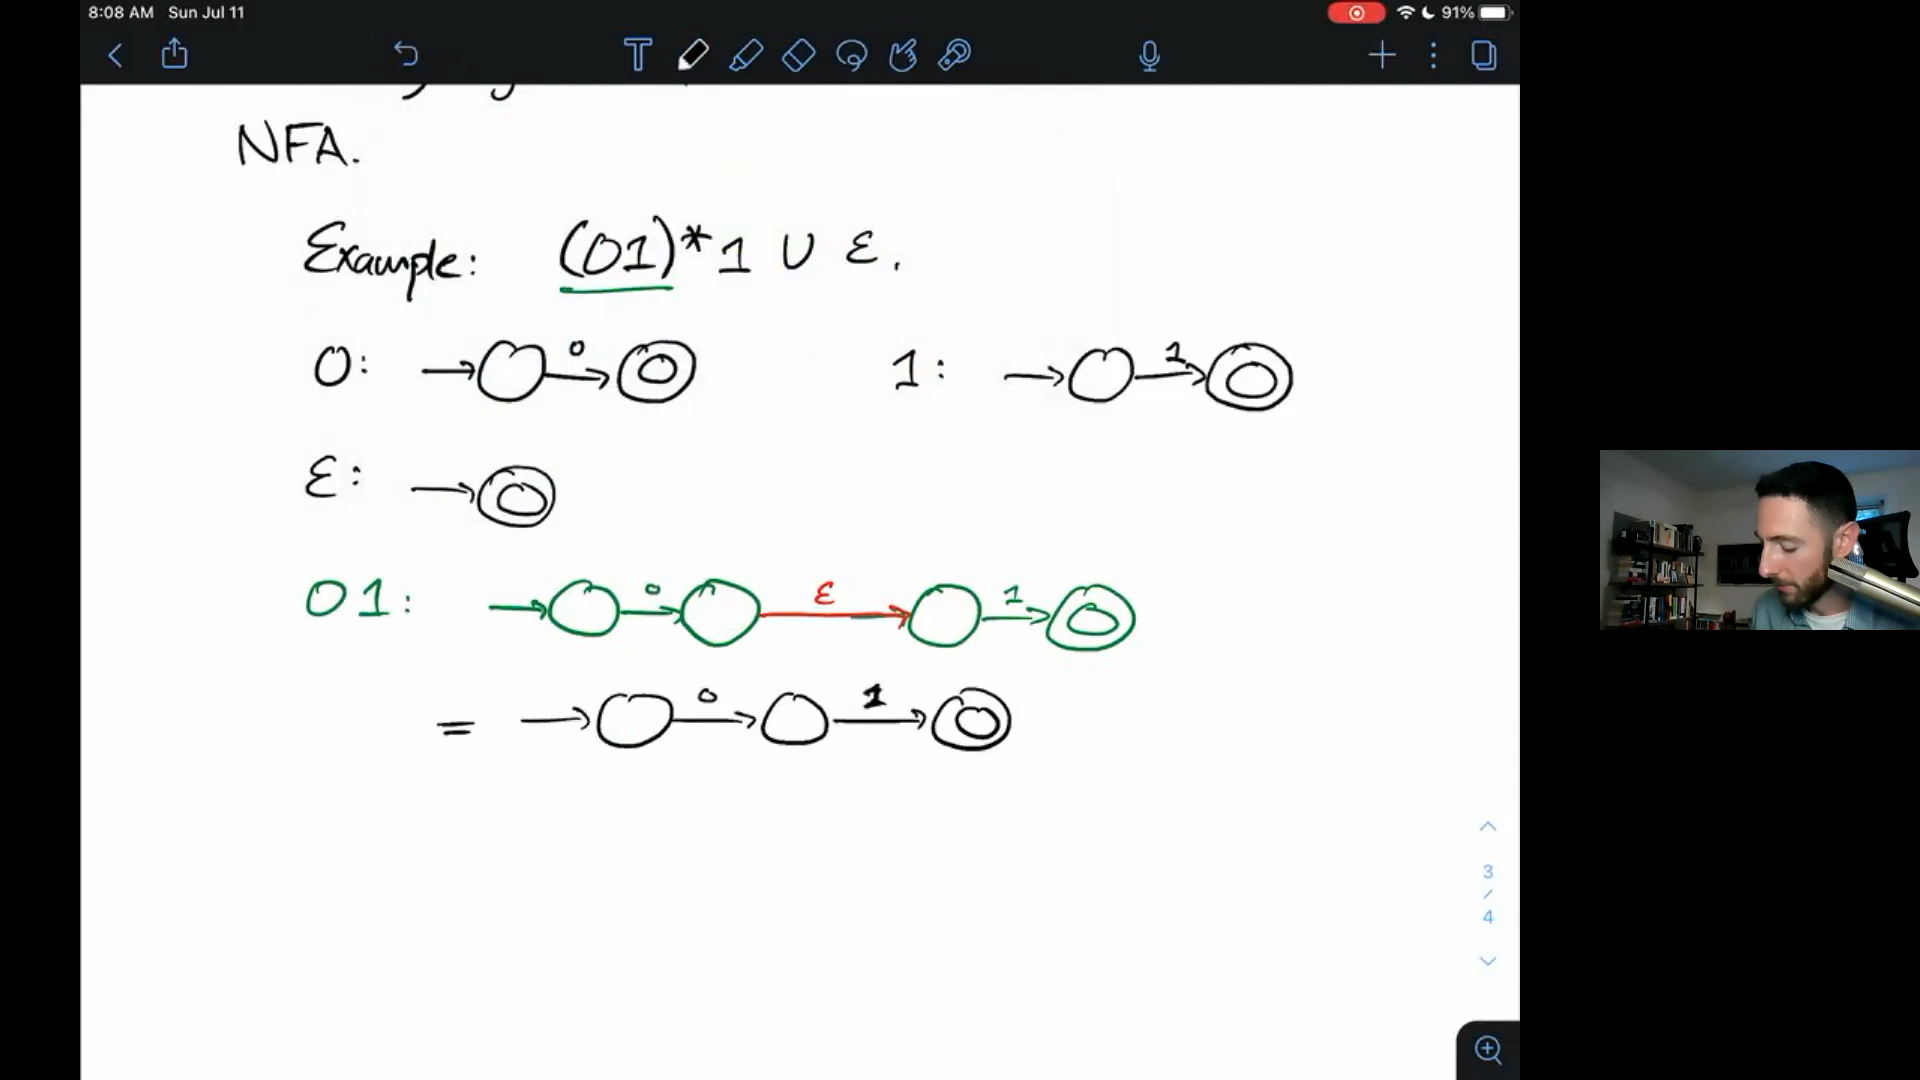 8:08 AM Sun Jul 11 91%
T
NFA.
Example: (01)*1 ∪ ε.
0: 0 1: 1
ε:
01: 0 ε 1
= 0 1
3
/
4